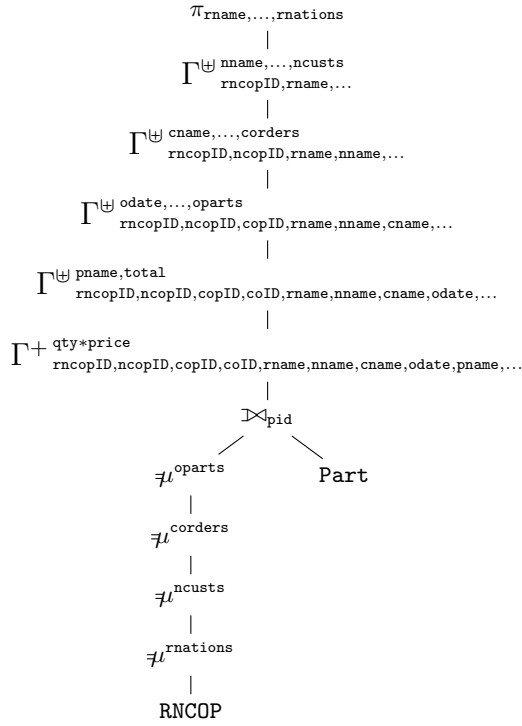 π rname,...,rnations
Γ⊎ nname,...,ncusts
rncopID,rname,...
Γ⊎ cname,...,corders
rncopID,ncopID,rname,nname,...
Γ⊎ odate,...,oparts
rncopID,ncopID,copID,rname,nname,cname,...
Γ⊎ pname,total
rncopID,ncopID,copID,coID,rname,nname,cname,odate,...
Γ+ qty*price
rncopID,ncopID,copID,coID,rname,nname,cname,odate,pname,...
⟕ pid
⫤μ oparts Part
⫤μ corders
⫤μ ncusts
⫤μ rnations
RNCOP